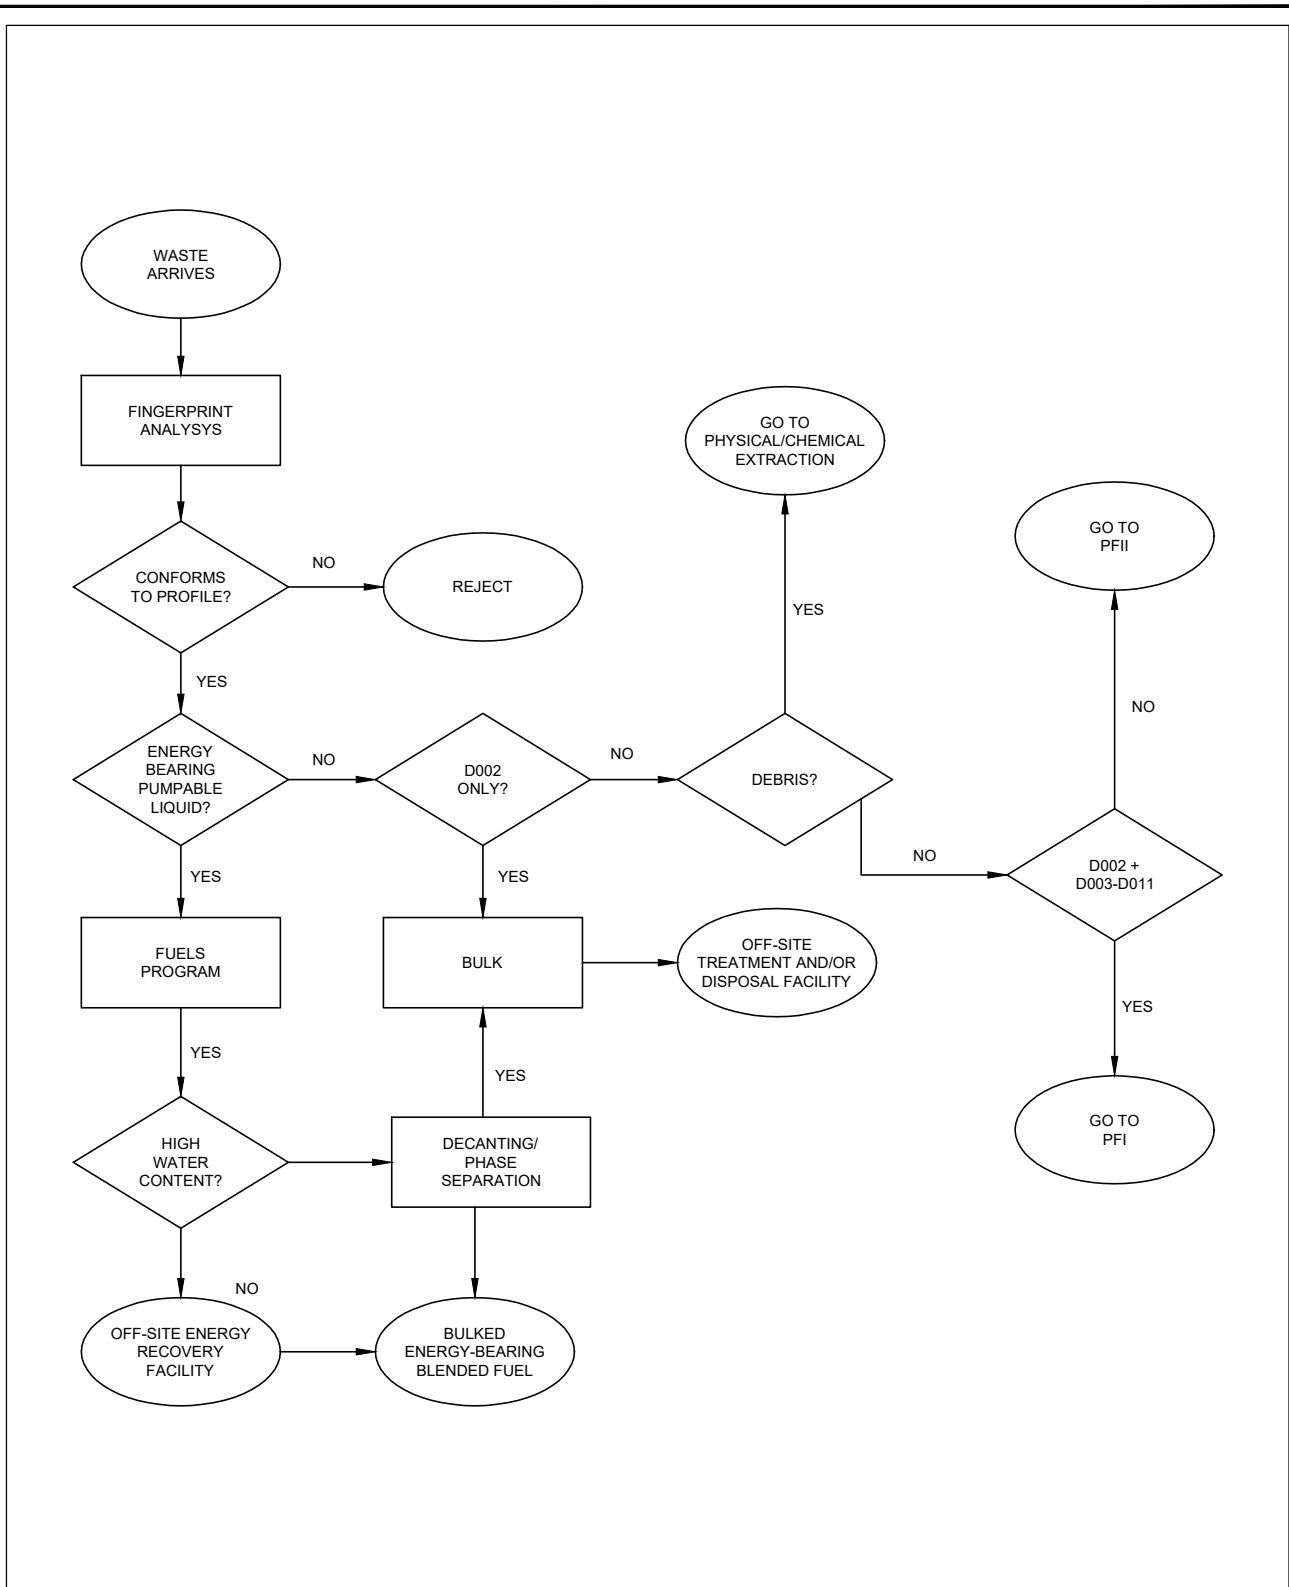 WASTE
ARRIVES
FINGERPRINT
ANALYSYS
CONFORMS
TO PROFILE?
NO
REJECT
YES
ENERGY
BEARING
PUMPABLE
LIQUID?
NO
D002
ONLY?
NO
DEBRIS?
YES
GO TO
PHYSICAL/CHEMICAL
EXTRACTION
NO
D002 +
D003-D011
NO
GO TO
PFII
YES
GO TO
PFI
YES
FUELS
PROGRAM
YES
BULK
OFF-SITE
TREATMENT AND/OR
DISPOSAL FACILITY
YES
HIGH
WATER
CONTENT?
YES
DECANTING/
PHASE
SEPARATION
NO
OFF-SITE ENERGY
RECOVERY
FACILITY
BULKED
ENERGY-BEARING
BLENDED FUEL